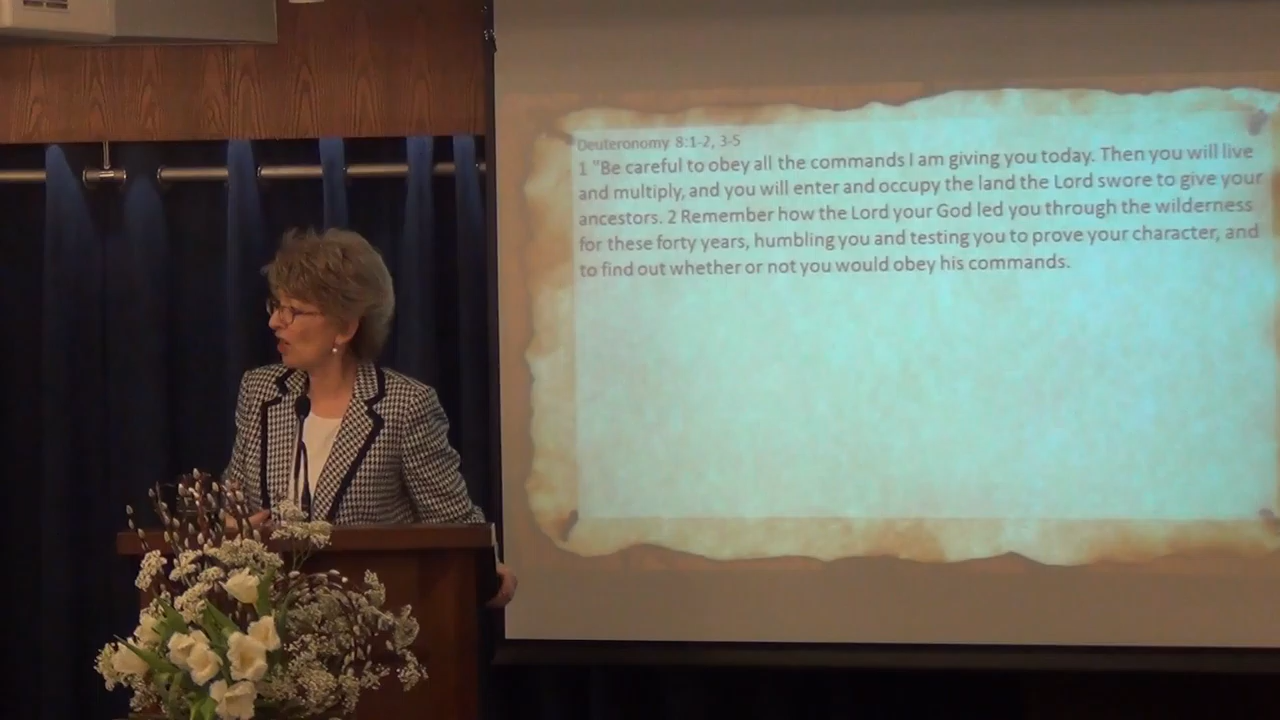 Deuteronomy 8:1-2, 3-5
1 "Be careful to obey all the commands I am giving you today. Then you will live
and multiply, and you will enter and occupy the land the Lord swore to give your
ancestors. 2 Remember how the Lord your God led you through the wilderness
for these forty years, humbling you and testing you to prove your character, and
to find out whether or not you would obey his commands.